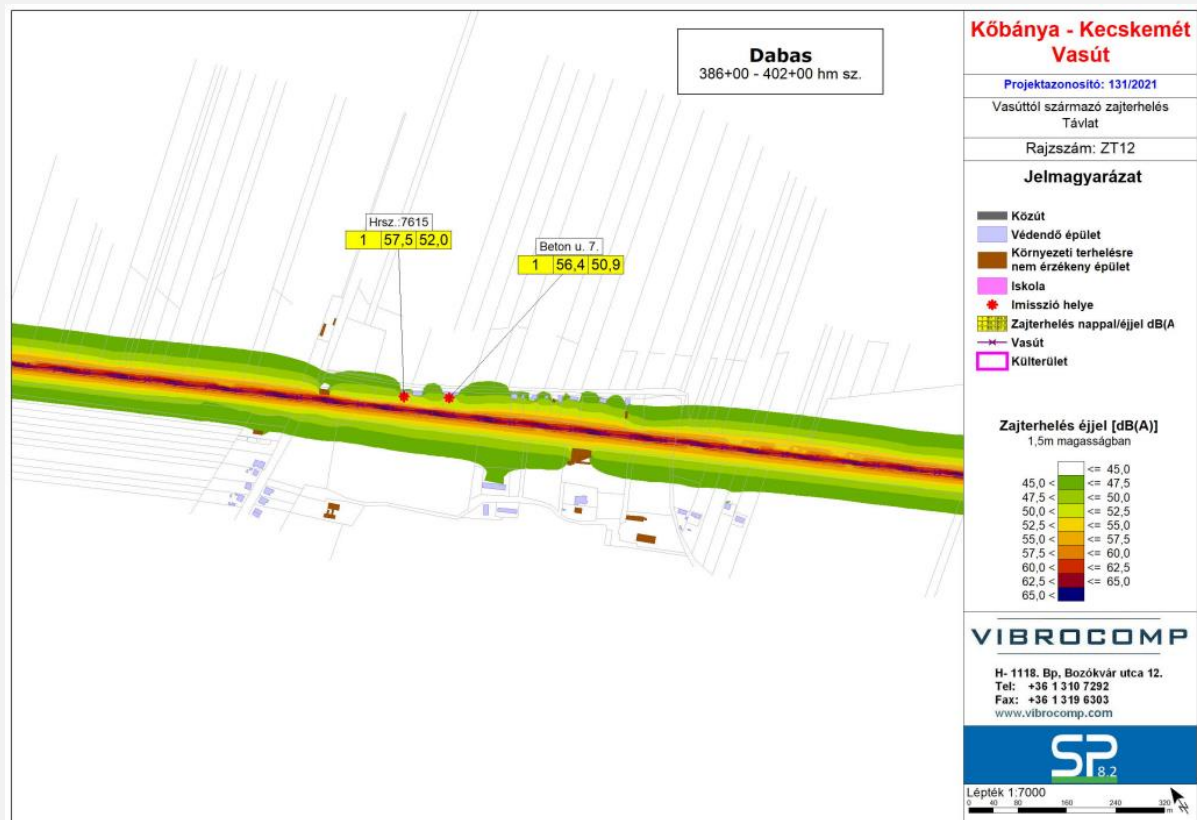 Dabas
386+00 - 402+00 hm sz.
Hrsz.:7615
1 57,5 52,0
Beton u. 7.
1 56,4 50,9
Kőbánya - Kecskemét
Vasút
Projektazonosító: 131/2021
Vasúttól származó zajterhelés
Távlat
Rajzszám: ZT12
Jelmagyarázat
Közút
Védendő épület
Környezeti terhelésre
nem érzékeny épület
Iskola
Imisszió helye
Zajterhelés nappal/éjjel dB(A
Vasút
Külterület
Zajterhelés éjjel [dB(A)]
1,5m magasságban
<= 45,0
45,0 < <= 47,5
47,5 < <= 50,0
50,0 < <= 52,5
52,5 < <= 55,0
55,0 < <= 57,5
57,5 < <= 60,0
60,0 < <= 62,5
62,5 < <= 65,0
65,0 <
VIBROCOMP
H- 1118. Bp, Bozókvár utca 12.
Tel: +36 1 310 7292
Fax: +36 1 319 6303
www.vibrocomp.com
SP
8.2
Lépték 1:7000
0 40 80 160 240 320
m